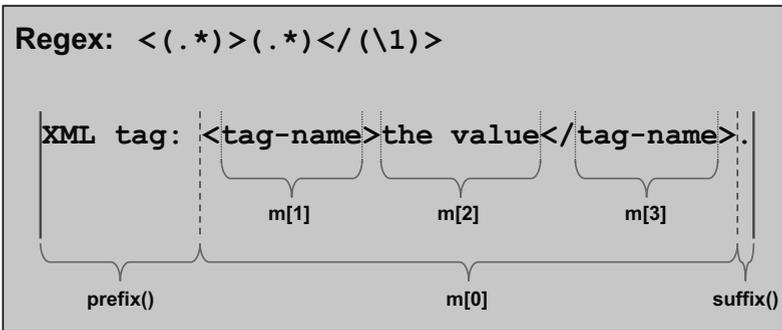 Regex: <(.*)>(.*)</(\1)>
XML tag: <tag-name>the value</tag-name>.
m[1] m[2] m[3]
prefix() m[0] suffix()